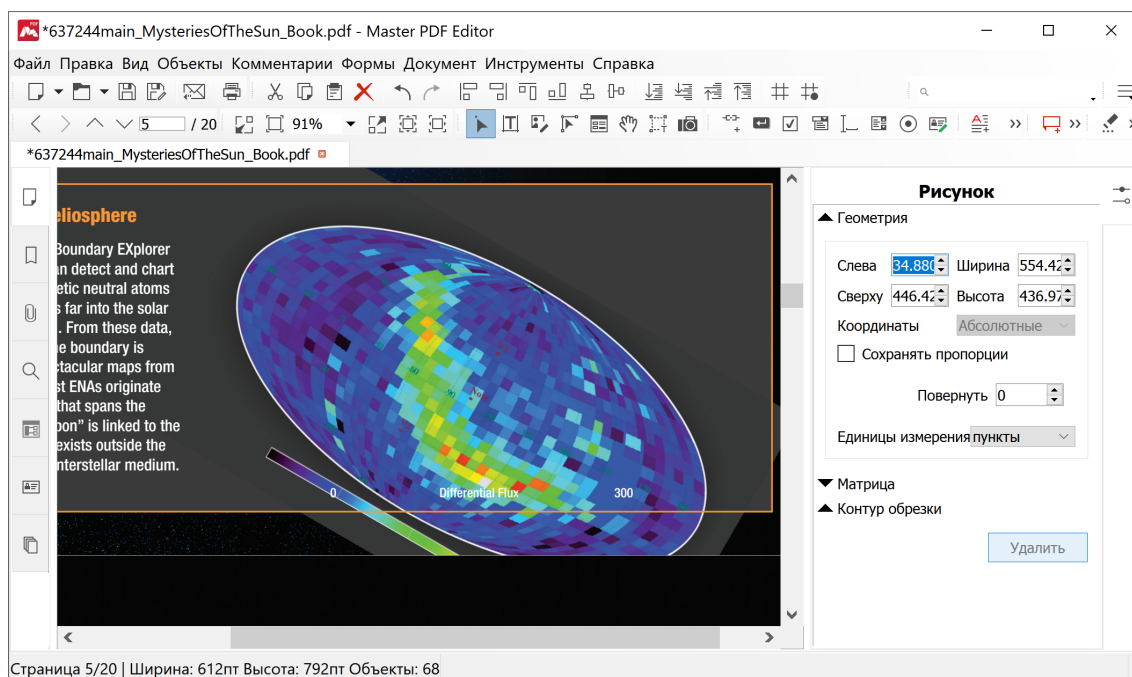 *637244main_MysteriesOfTheSun_Book.pdf - Master PDF Editor
Файл Правка Вид Объекты Комментарии Формы Документ Инструменты Справка
5 / 20 91%
*637244main_MysteriesOfTheSun_Book.pdf
eliosphere
Boundary EXplorer
an detect and chart
etic neutral atoms
s far into the solar
. From these data,
e boundary is
ctacular maps from
st ENAs originate
that spans the
bon” is linked to the
exists outside the
nterstellar medium.
0 Differential Flux 300
Рисунок
Геометрия
Слева 34.880 Ширина 554.42
Сверху 446.42 Высота 436.97
Координаты Абсолютные
Сохранять пропорции
Повернуть 0
Единицы измерения пункты
Матрица
Контур обрезки
Удалить
Страница 5/20 | Ширина: 612пт Высота: 792пт Объекты: 68